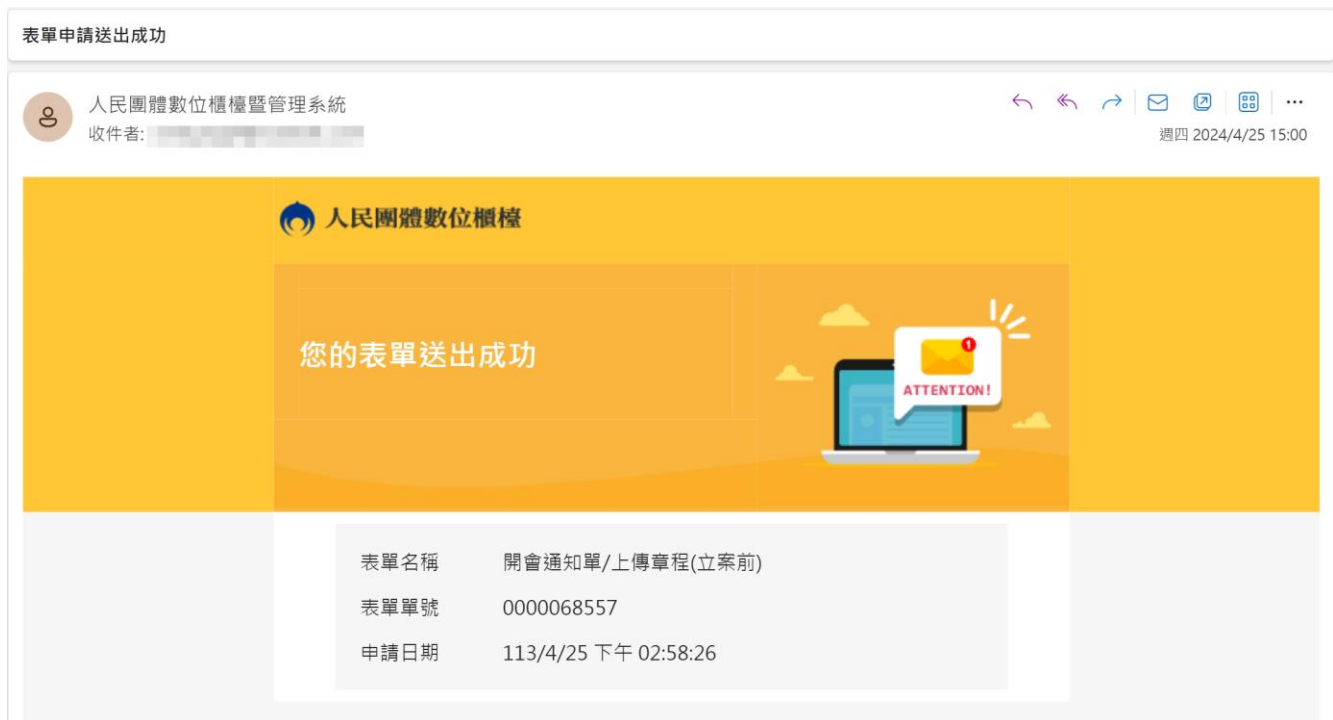 表單申請送出成功
人民團體數位櫃檯暨管理系統
收件者:
週四 2024/4/25 15:00
人民團體數位櫃檯
您的表單送出成功
1
ATTENTION!
表單名稱 開會通知單/上傳章程(立案前)
表單單號 0000068557
申請日期 113/4/25 下午 02:58:26